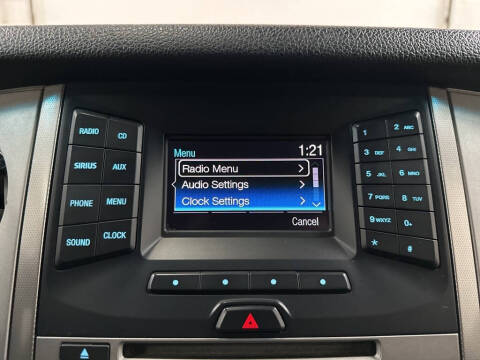 RADIO
CD
SIRIUS
AUX
PHONE
MENU
SOUND
CLOCK
Menu
1:21
Radio Menu
Audio Settings
Clock Settings
Cancel
1
2 ABC
3 DEF
4 GHI
5 JKL
6 MNO
7 PQRS
8 TUV
9 WXYZ
0+
*
#